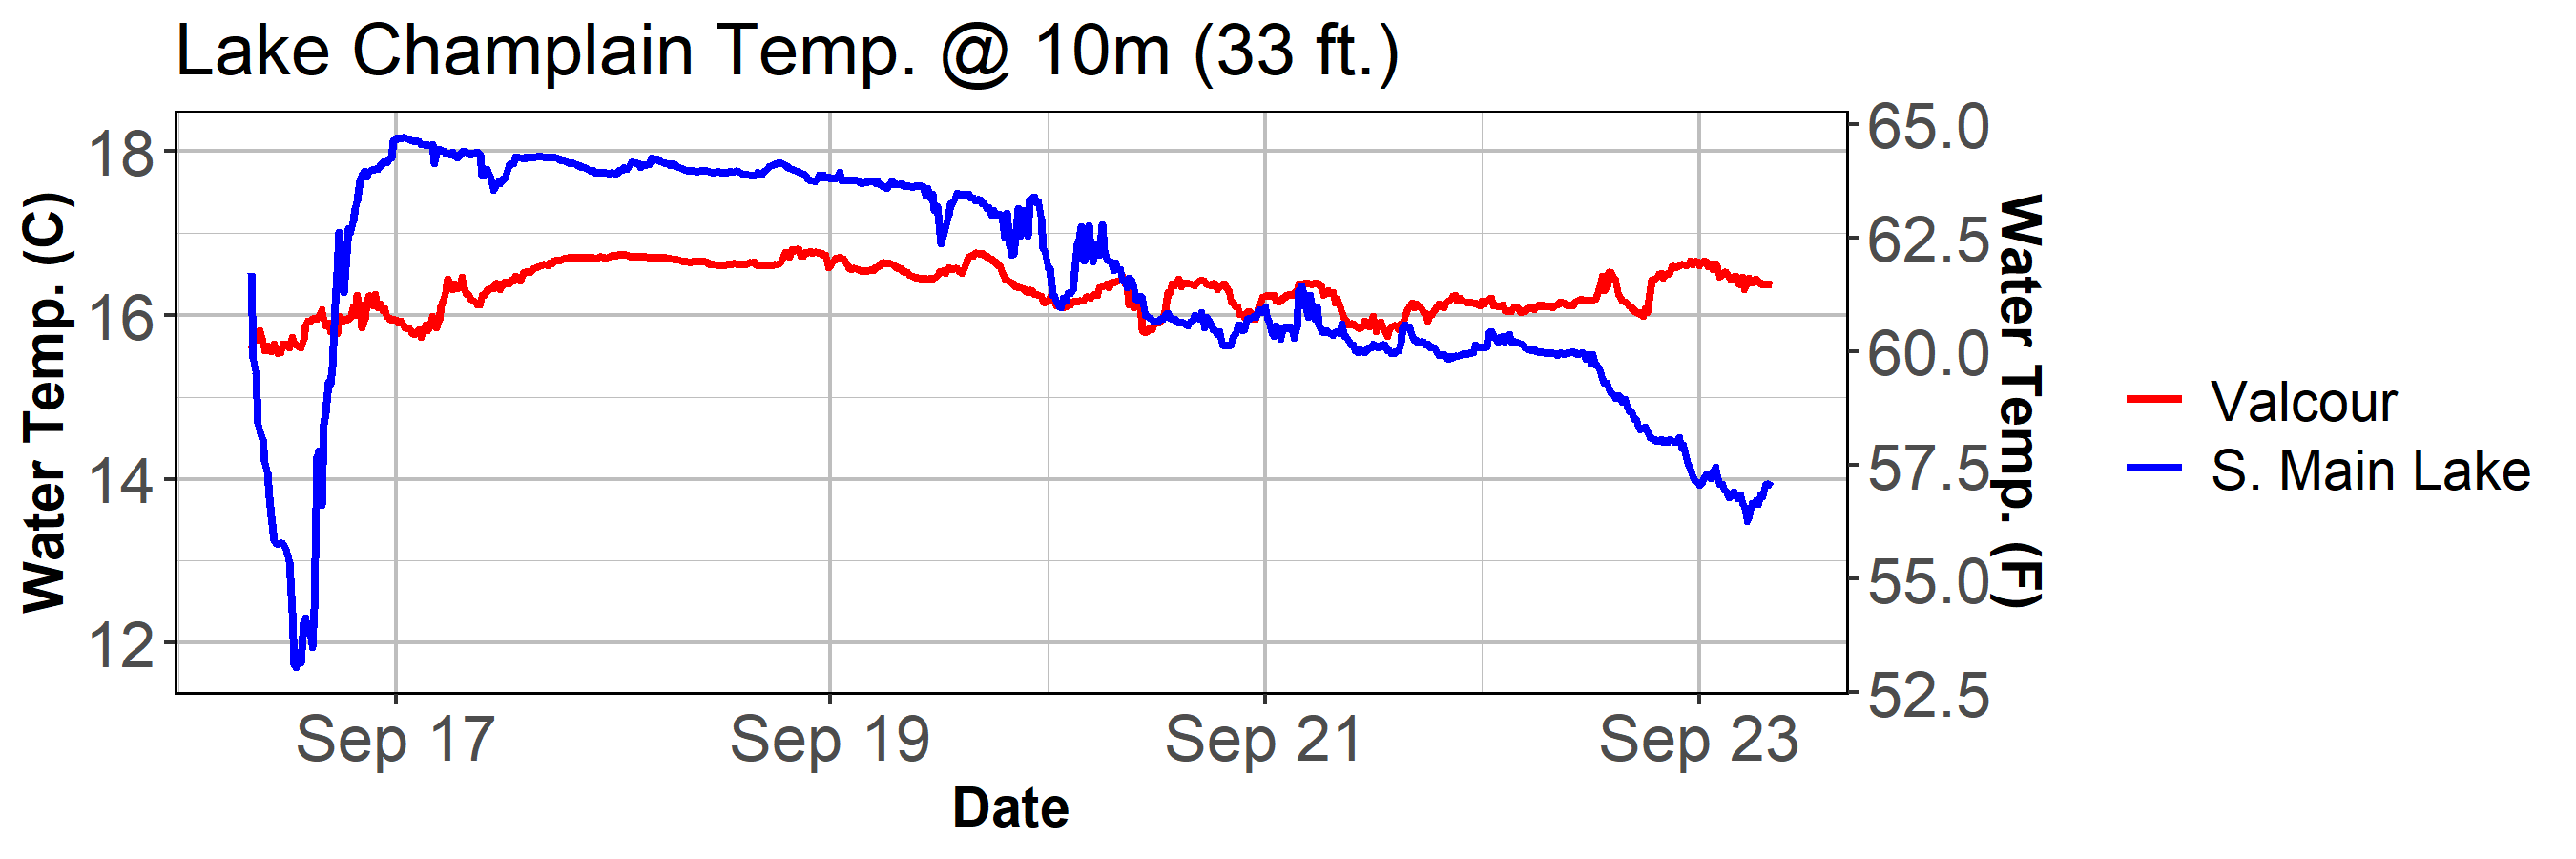 Lake Champlain Temp. @ 10m (33 ft.)
Water Temp. (C)
18
16
14
12
65.0
62.5
60.0
57.5
55.0
52.5
Water Temp. (F)
Sep 17
Sep 19
Sep 21
Sep 23
Date
Valcour
S. Main Lake